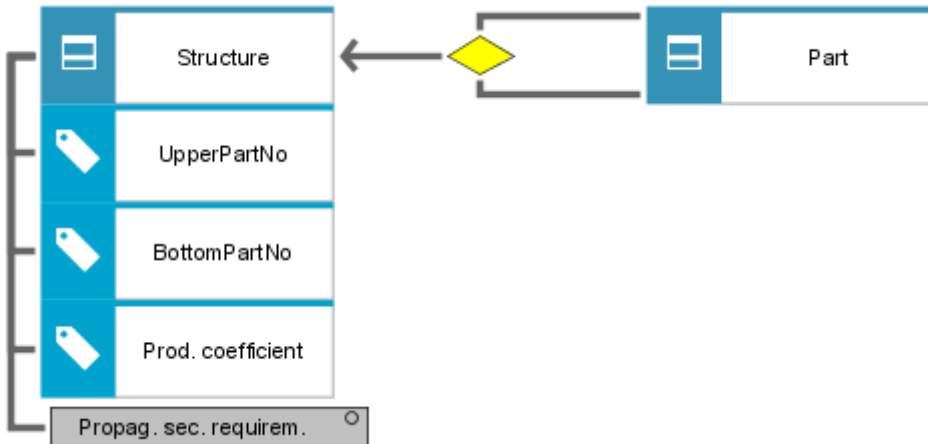 Structure
Part
UpperPartNo
BottomPartNo
Prod. coefficient
Propag. sec. requirem.